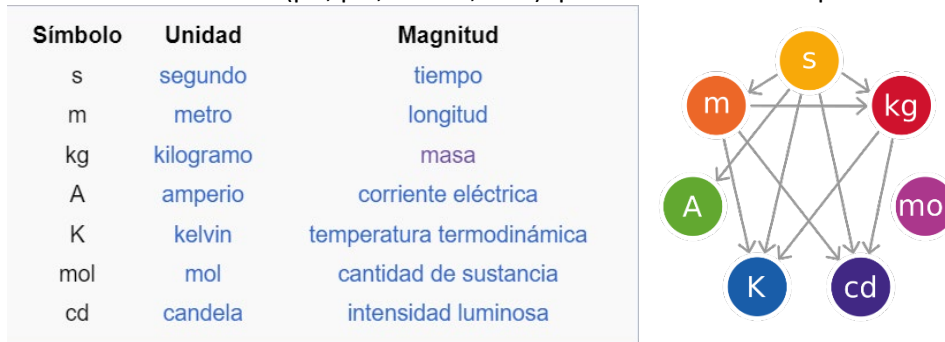 Símbolo Unidad Magnitud
s segundo tiempo
m metro longitud
kg kilogramo masa
A amperio corriente eléctrica
K kelvin temperatura termodinámica
mol mol cantidad de sustancia
cd candela intensidad luminosa
s
m kg
A mo
K cd